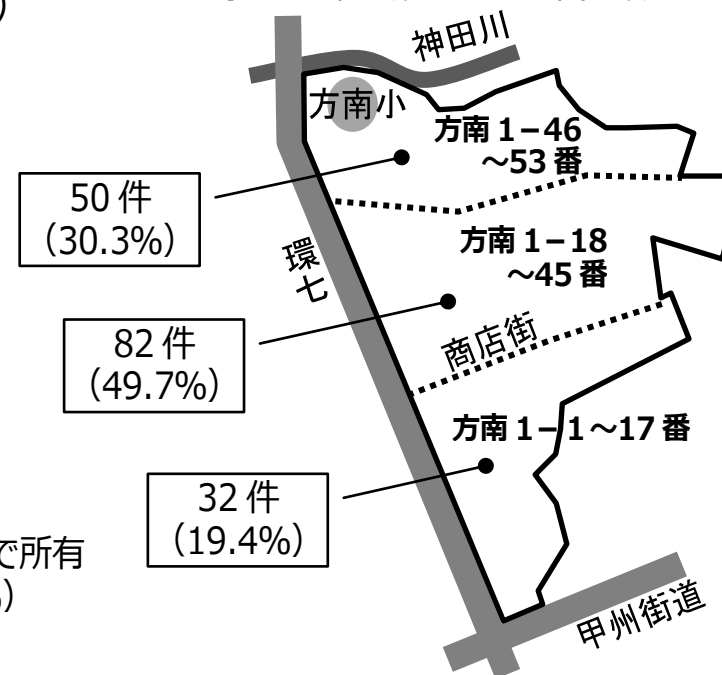 神田川
方南小
方南 1−46
～53 番
50 件
(30.3%)
環七
方南 1−18
～45 番
82 件
(49.7%)
商店街
方南 1− 1～17 番
32 件
(19.4%)
で所有
甲州街道